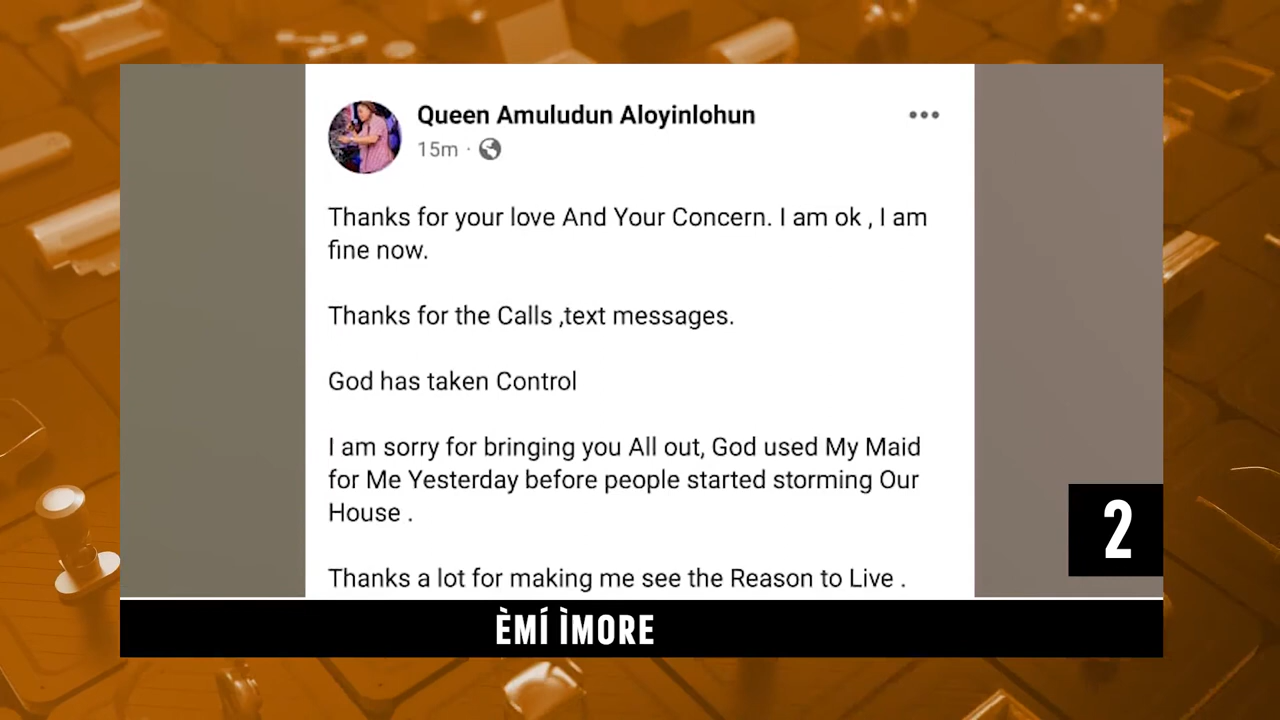 Queen Amuludun Aloyinlohun
15m ·
Thanks for your love And Your Concern. I am ok , I am
fine now.
Thanks for the Calls ,text messages.
God has taken Control
I am sorry for bringing you All out, God used My Maid
for Me Yesterday before people started storming Our
House .
Thanks a lot for making me see the Reason to Live .
2
ÈMÍ ÌMORE